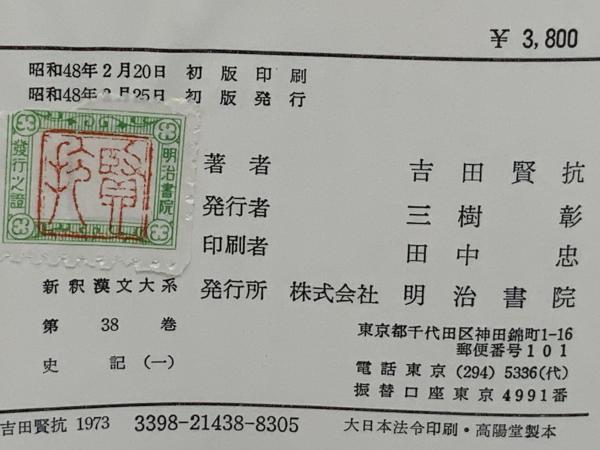 ¥ 3,800
昭和48年2月20日 初版印刷
昭和48年2月25日 初版発行
明治書院
發行之證
賢抗
著者 吉田賢抗
発行者 三樹彰
印刷者 田中忠
発行所 株式会社 明治書院
新釈漢文大系
第 38 巻
史記(一)
東京都千代田区神田錦町1-16
郵便番号101
電話東京(294)5336(代)
振替口座東京4991番
吉田賢抗 1973 3398-21438-8305 大日本法令印刷・高陽堂製本